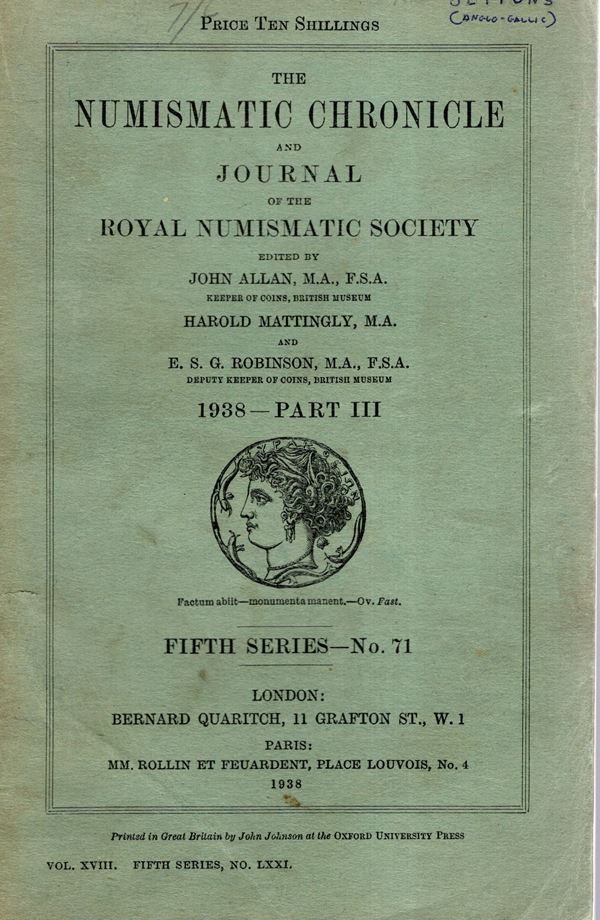 JETTONS
(ANGLO-GALLIC)
7/6
PRICE TEN SHILLINGS
THE
NUMISMATIC CHRONICLE
AND
JOURNAL
OF THE
ROYAL NUMISMATIC SOCIETY
EDITED BY
JOHN ALLAN, M.A., F.S.A.
KEEPER OF COINS, BRITISH MUSEUM
HAROLD MATTINGLY, M.A.
AND
E. S. G. ROBINSON, M.A., F.S.A.
DEPUTY KEEPER OF COINS, BRITISH MUSEUM
1938—PART III
Factum abiit—monumenta manent.—Ov. Fast.
FIFTH SERIES—No. 71
LONDON:
BERNARD QUARITCH, 11 GRAFTON ST., W. 1
PARIS:
MM. ROLLIN ET FEUARDENT, PLACE LOUVOIS, No. 4
1938
Printed in Great Britain by John Johnson at the OXFORD UNIVERSITY PRESS
VOL. XVIII. FIFTH SERIES, NO. LXXI.